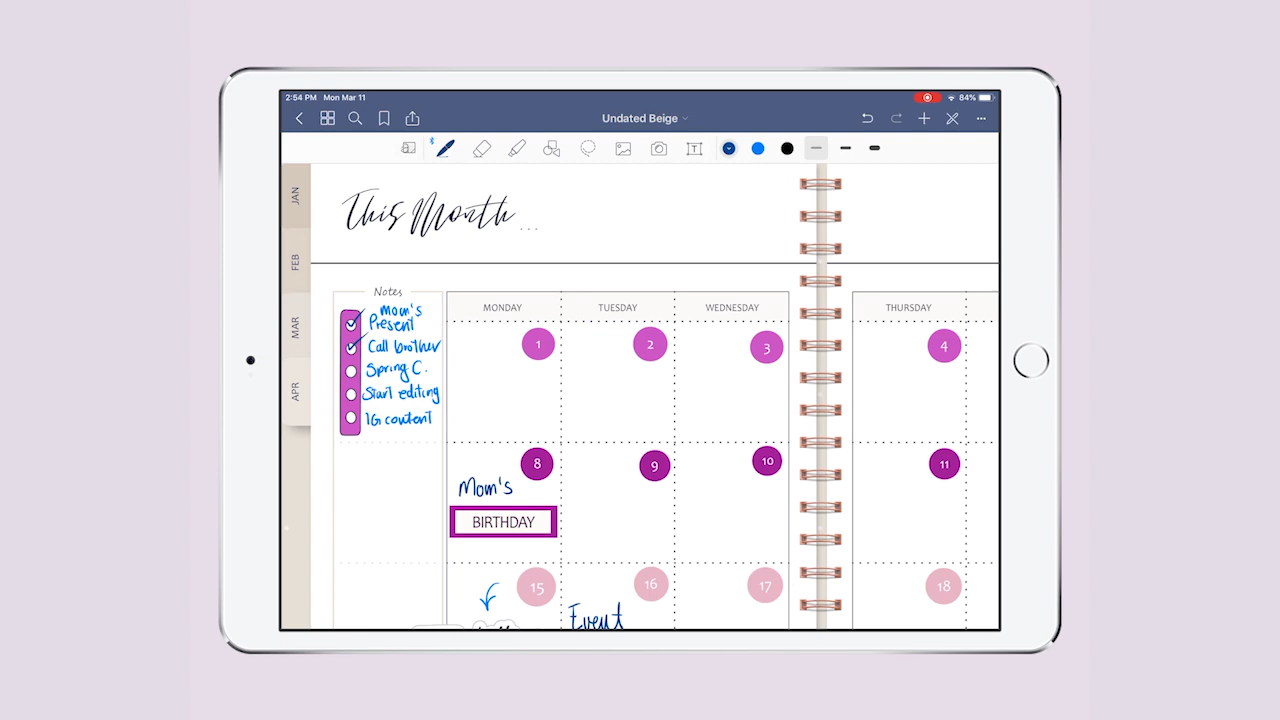 2:54 PM Mon Mar 11
84%
Undated Beige
T
JAN
FEB
MAR
APR
This Month...
Notes
Mom's
Present
Call brother
Spring C.
Start editing
IG content
MONDAY TUESDAY WEDNESDAY THURSDAY
1 2 3 4
8 9 10 11
Mom's
BIRTHDAY
15 16 17 18
Event